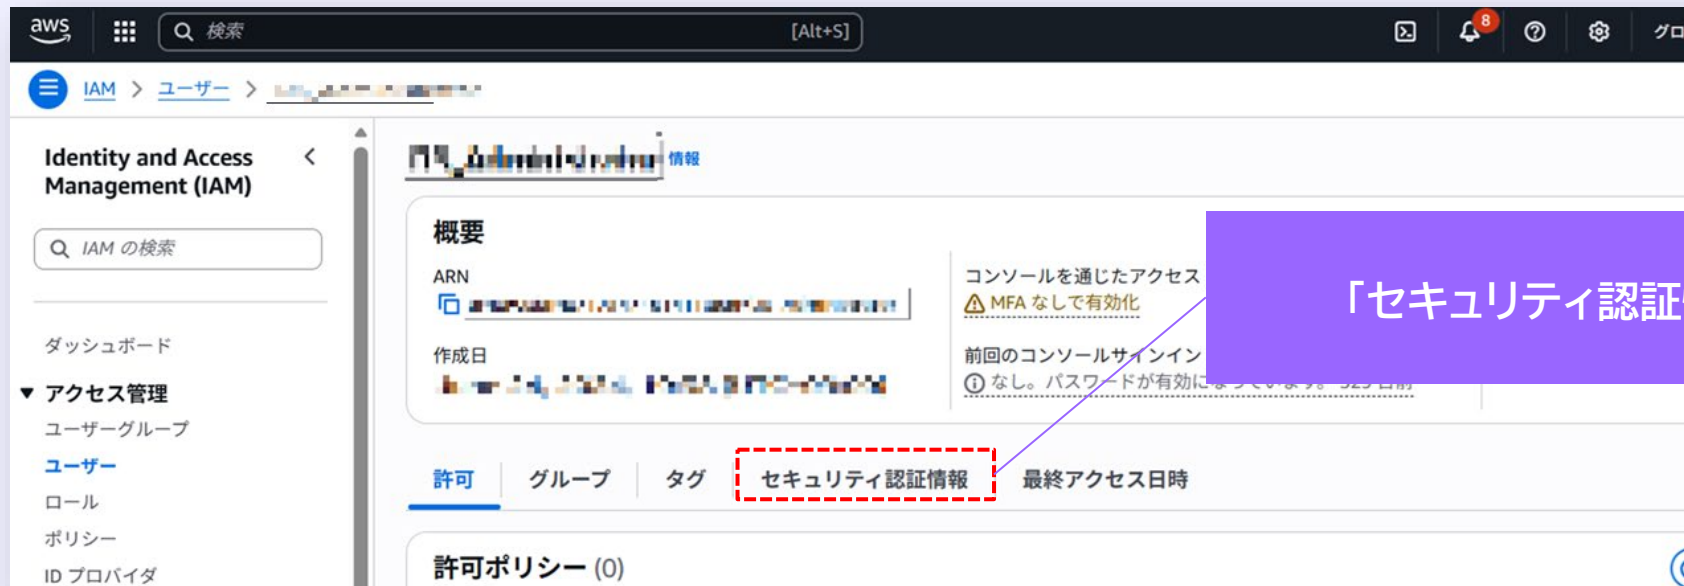 aws
検索 [Alt+S] 8 グロ
IAM > ユーザー >
Identity and Access
Management (IAM)
IAM の検索
ダッシュボード
アクセス管理
ユーザーグループ
ユーザー
ロール
ポリシー
ID プロバイダ
情報
概要
ARN
作成日
コンソールを通じたアクセス
MFA なしで有効化
前回のコンソールサインイン
なし。パスワードが有効に
「セキュリティ認証
許可 グループ タグ セキュリティ認証情報 最終アクセス日時
許可ポリシー (0)